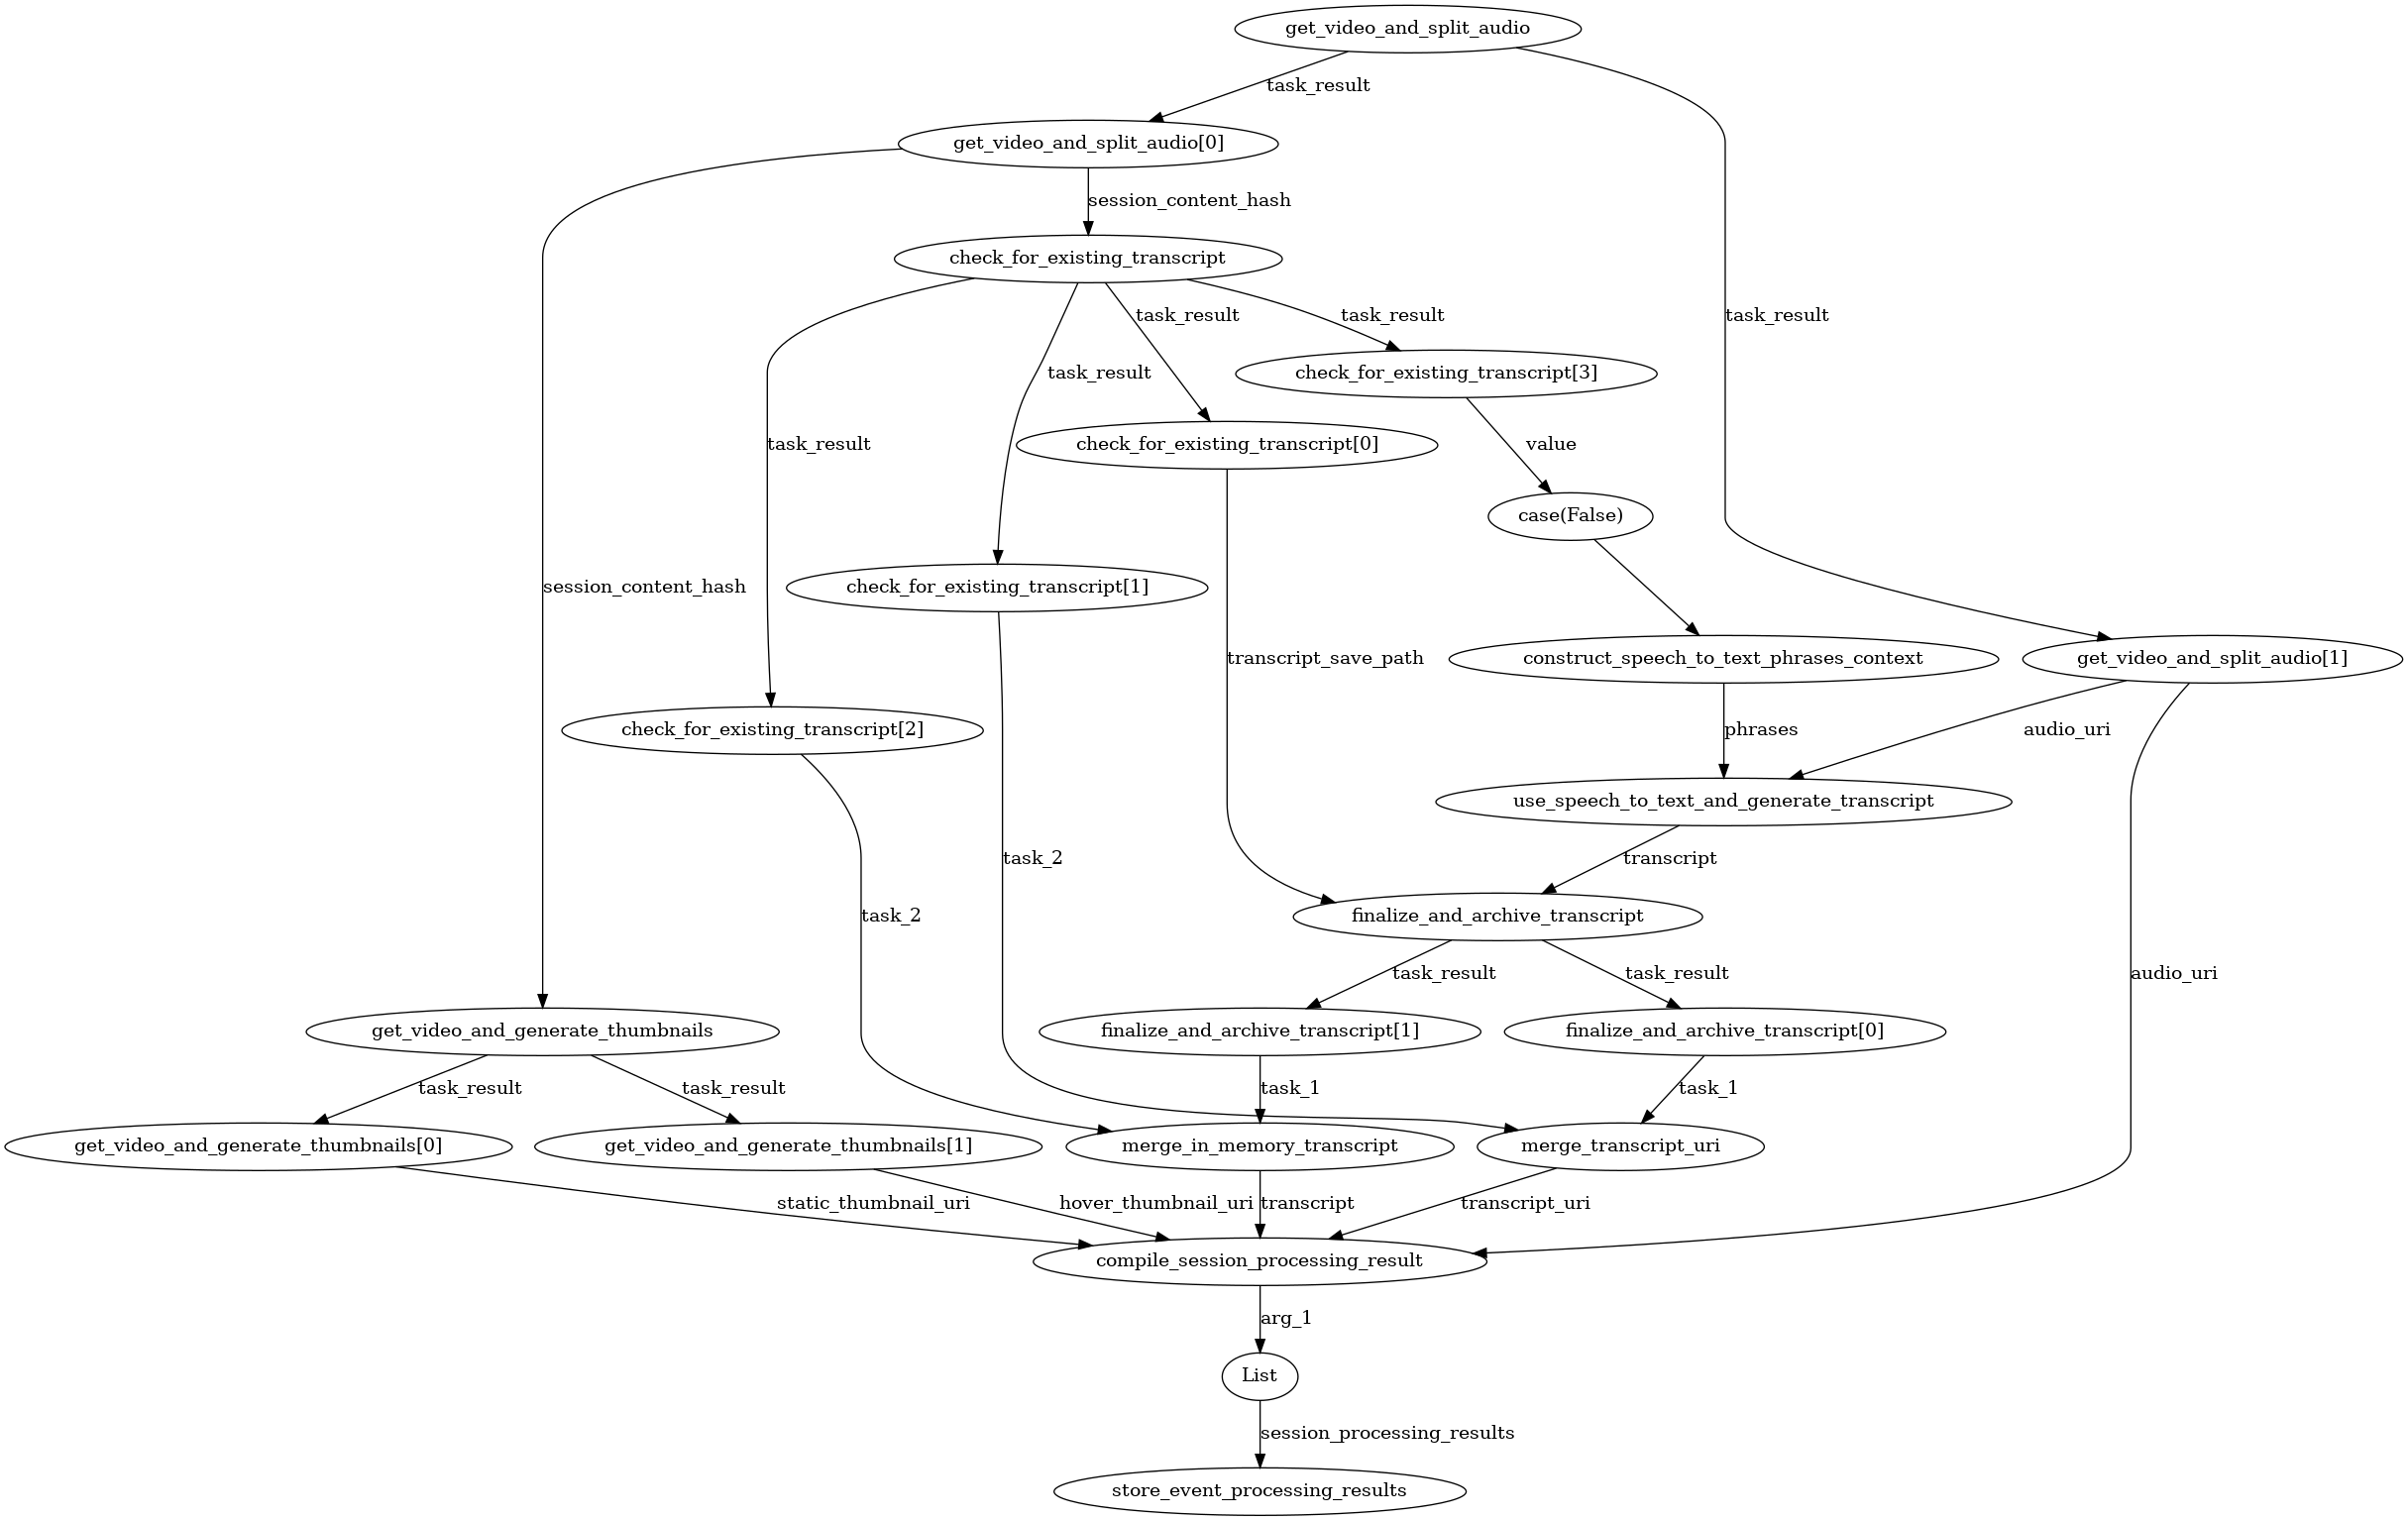 get_video_and_split_audio
task_result
get_video_and_split_audio[0]
session_content_hash
check_for_existing_transcript
task_result
task_result
task_result
task_result
check_for_existing_transcript[3]
task_result
check_for_existing_transcript[0]
value
case(False)
session_content_hash
check_for_existing_transcript[1]
transcript_save_path
construct_speech_to_text_phrases_context
get_video_and_split_audio[1]
check_for_existing_transcript[2]
phrases
audio_uri
use_speech_to_text_and_generate_transcript
task_2
transcript
task_2
finalize_and_archive_transcript
task_result
task_result
audio_uri
get_video_and_generate_thumbnails
finalize_and_archive_transcript[1]
finalize_and_archive_transcript[0]
task_result
task_result
task_1
task_1
get_video_and_generate_thumbnails[0]
get_video_and_generate_thumbnails[1]
merge_in_memory_transcript
merge_transcript_uri
static_thumbnail_uri
hover_thumbnail_uri
transcript
transcript_uri
compile_session_processing_result
arg_1
List
session_processing_results
store_event_processing_results